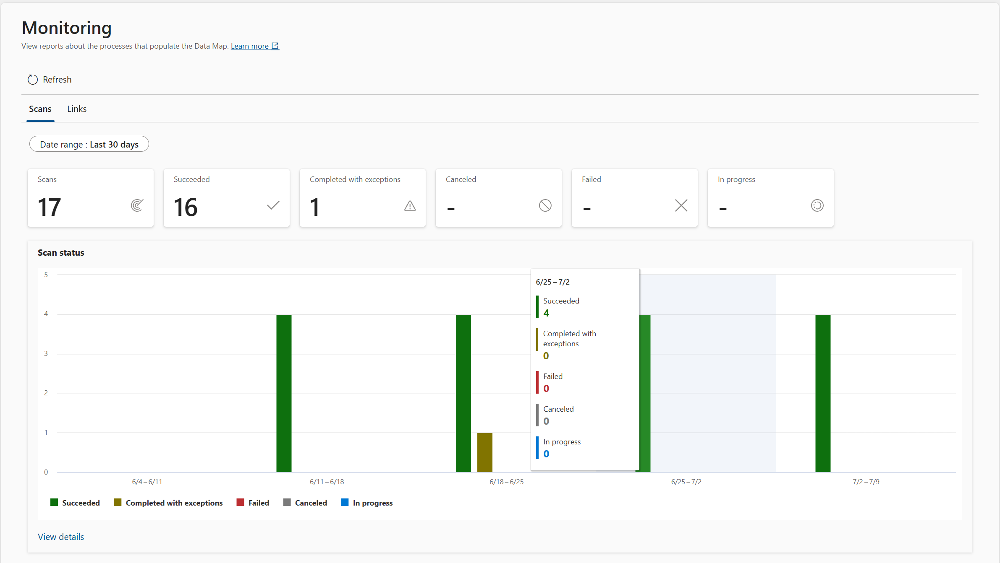 Monitoring
View reports about the processes that populate the Data Map. Learn more
Refresh
Scans
Links
Date range : Last 30 days
Scans
17
Succeeded
16
Completed with exceptions
1
Canceled
-
Failed
-
In progress
-
Scan status
5
4
3
2
1
0
6/25 – 7/2
Succeeded
4
Completed with
exceptions
0
Failed
0
Canceled
0
In progress
0
6/4 – 6/11
6/11 – 6/18
6/18 – 6/25
6/25 – 7/2
7/2 – 7/9
Succeeded
Completed with exceptions
Failed
Canceled
In progress
View details